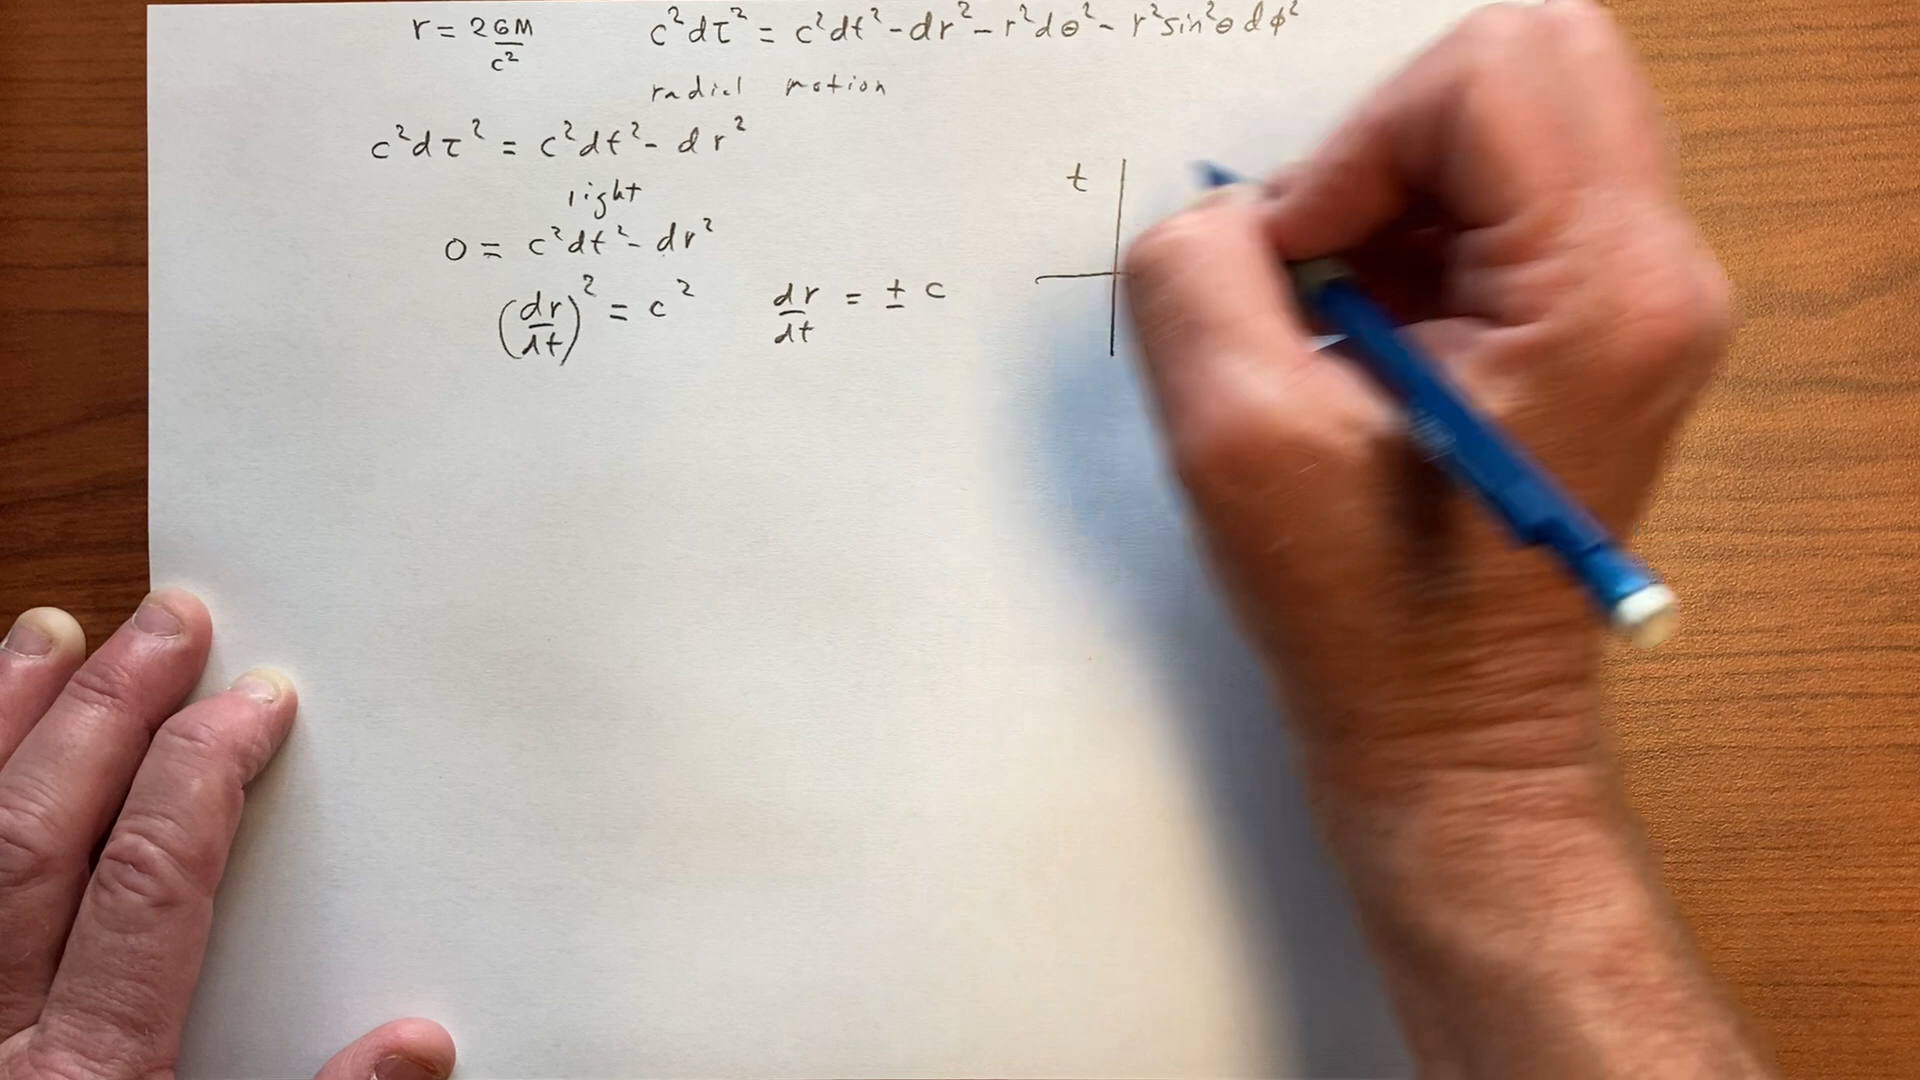 r = 2GM/c² c²dτ² = c²dt² - dr² - r²dθ² - r²sin²θ dϕ²
radial motion
c²dτ² = c²dt² - dr²
t
light
0 = c²dt² - dr²
(dr/dt)² = c² dr/dt = ± c